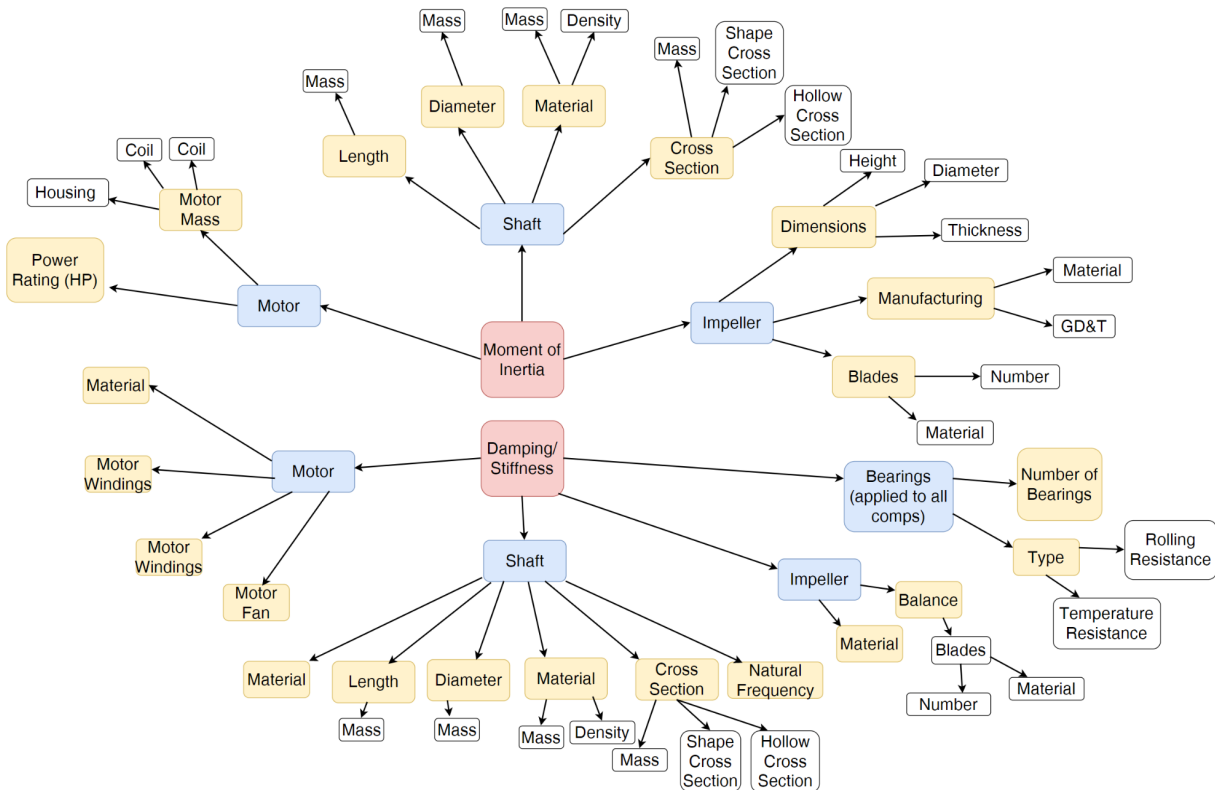 Mass
Mass
Density
Shape
Cross
Section
Mass
Mass
Diameter
Material
Hollow
Cross
Section
Coil
Coil
Length
Cross
Section
Height
Diameter
Housing
Motor
Mass
Shaft
Dimensions
Thickness
Power
Rating (HP)
Motor
Impeller
Manufacturing
Material
GD&T
Moment of
Inertia
Blades
Number
Material
Material
Damping/
Stiffness
Motor
Windings
Motor
Bearings
(applied to all
comps)
Number of
Bearings
Motor
Windings
Shaft
Type
Rolling
Resistance
Motor
Fan
Impeller
Balance
Temperature
Resistance
Material
Blades
Material
Length
Diameter
Material
Cross
Section
Natural
Frequency
Number
Material
Mass
Mass
Mass
Density
Mass
Shape
Cross
Section
Hollow
Cross
Section